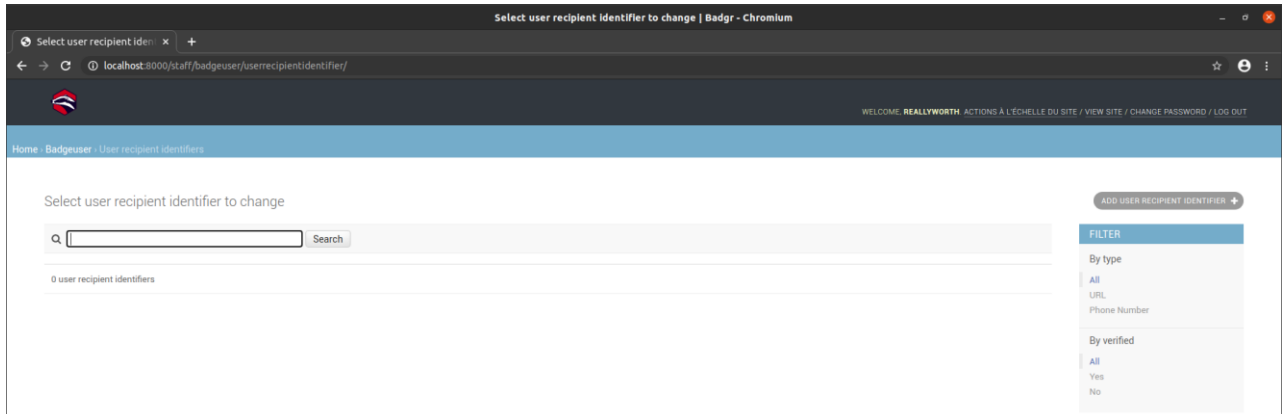 Select user recipient identifier to change | Badgr - Chromium
Select user recipient iden
localhost:8000/staff/badgeuser/userrecipientidentifier/
WELCOME, REALLYWORTH. ACTIONS À L'ÉCHELLE DU SITE / VIEW SITE / CHANGE PASSWORD / LOG OUT
Home › Badgeuser › User recipient identifiers
Select user recipient identifier to change
ADD USER RECIPIENT IDENTIFIER +
Search
0 user recipient identifiers
FILTER
By type
All
URL
Phone Number
By verified
All
Yes
No